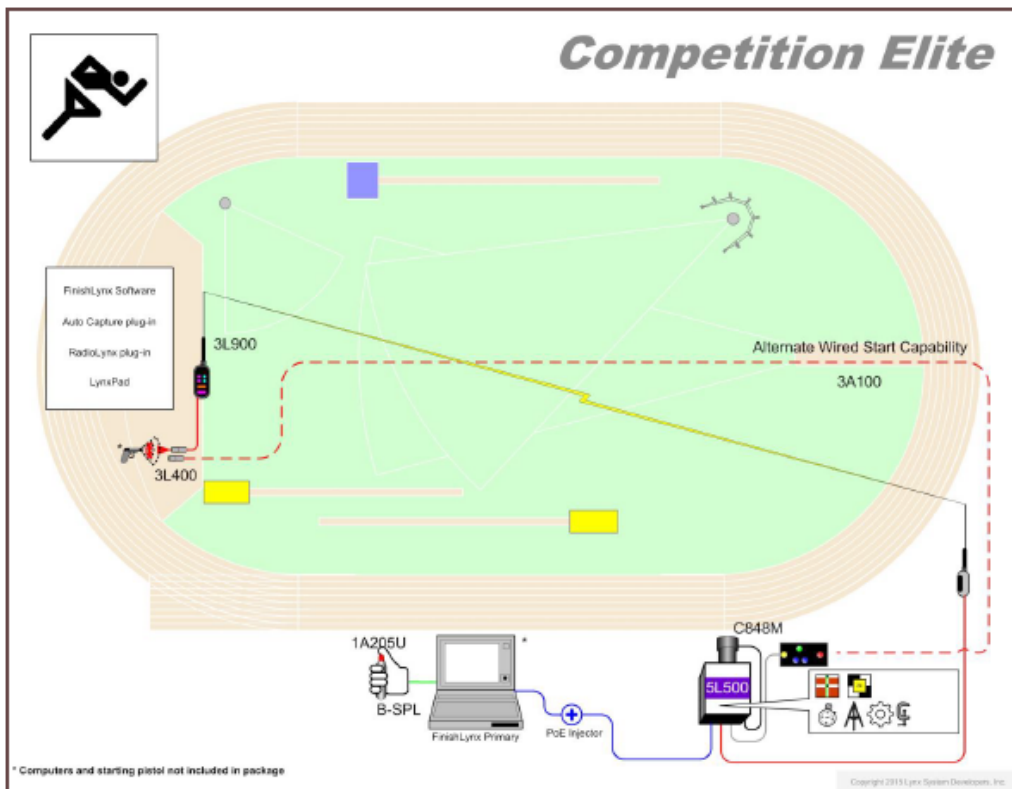 Competition Elite
FinishLynx Software
Auto Capture plug-in
RadioLynx plug-in
LynxPad
3L900
Alternate Wired Start Capability
3A100
*
3L400
1A205U
*
C848M
5L500
B-SPL
FinishLynx Primary
PoE Injector
* Computers and starting pistol not included in package
Copyright 2015 Lynx System Developers, Inc.